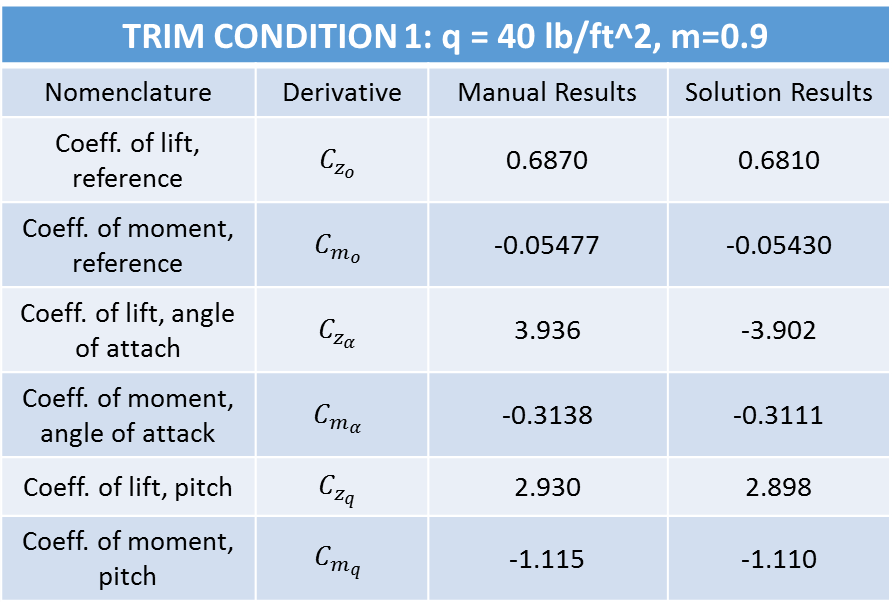 TRIM CONDITION 1: q = 40 lb/ft^2, m=0.9
Nomenclature Derivative Manual Results Solution Results
Coeff. of lift,
reference
C_{z_o} 0.6870 0.6810
Coeff. of moment,
reference
C_{m_o} -0.05477 -0.05430
Coeff. of lift, angle
of attach
C_{z_α} 3.936 -3.902
Coeff. of moment,
angle of attack
C_{m_α} -0.3138 -0.3111
Coeff. of lift, pitch C_{z_q} 2.930 2.898
Coeff. of moment,
pitch
C_{m_q} -1.115 -1.110